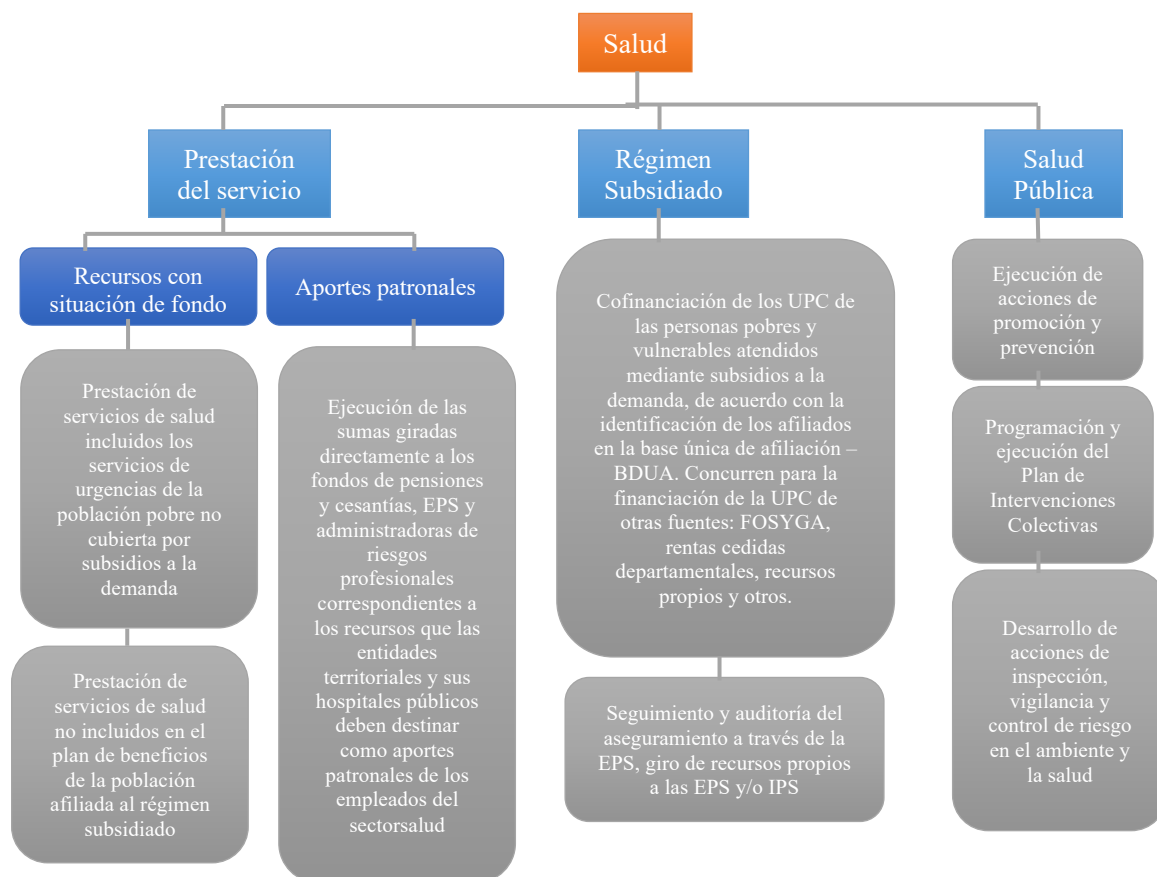 Salud
Prestación
del servicio
Régimen
Subsidiado
Salud
Pública
Recursos con
situación de fondo
Aportes patronales
Prestación de
servicios de salud
incluidos los
servicios de
urgencias de la
población pobre no
cubierta por
subsidios a la
demanda
Prestación de
servicios de salud
no incluidos en el
plan de beneficios
de la población
afiliada al régimen
subsidiado
Ejecución de las
sumas giradas
directamente a los
fondos de pensiones
y cesantías, EPS y
administradoras de
riesgos
profesionales
correspondientes a
los recursos que las
entidades
territoriales y sus
hospitales públicos
deben destinar
como aportes
patronales de los
empleados del
sectorsalud
Cofinanciación de los UPC de
las personas pobres y
vulnerables atendidos
mediante subsidios a la
demanda, de acuerdo con la
identificación de los afiliados
en la base única de afiliación –
BDUA. Concurren para la
financiación de la UPC de
otras fuentes: FOSYGA,
rentas cedidas
departamentales, recursos
propios y otros.
Seguimiento y auditoría del
aseguramiento a través de la
EPS, giro de recursos propios
a las EPS y/o IPS
Ejecución de
acciones de
promoción y
prevención
Programación y
ejecución del
Plan de
Intervenciones
Colectivas
Desarrollo de
acciones de
inspección,
vigilancia y
control de riesgo
en el ambiente y
la salud